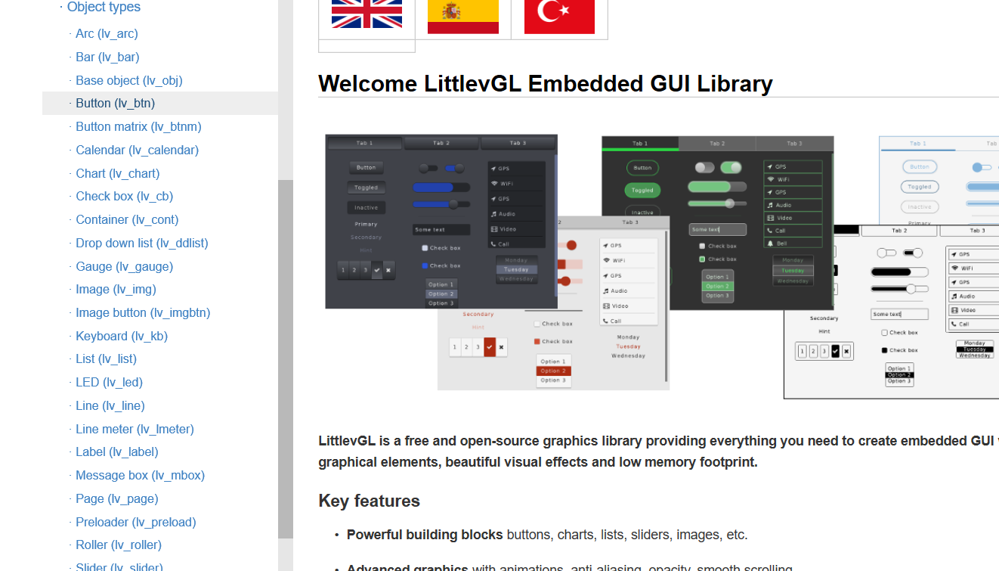 · Object types
· Arc (lv_arc)
· Bar (lv_bar)
· Base object (lv_obj)
· Button (lv_btn)
· Button matrix (lv_btnm)
· Calendar (lv_calendar)
· Chart (lv_chart)
· Check box (lv_cb)
· Container (lv_cont)
· Drop down list (lv_ddlist)
· Gauge (lv_gauge)
· Image (lv_img)
· Image button (lv_imgbtn)
· Keyboard (lv_kb)
· List (lv_list)
· LED (lv_led)
· Line (lv_line)
· Line meter (lv_lmeter)
· Label (lv_label)
· Message box (lv_mbox)
· Page (lv_page)
· Preloader (lv_preload)
· Roller (lv_roller)
· Slider (lv_slider)
Welcome LittlevGL Embedded GUI Library
Tab 1 Tab 2 Tab 3
Button
Toggled
Inactive
Primary
Secondary
Hint
1 2 3
Some text
Check box
Check box
Option 1
Option 2
Option 3
GPS
WiFi
GPS
Audio
Video
Call
Monday
Tuesday
Wednesday
2 Tab 3
Secondary
Hint
1 2 3
Check box
Check box
Option 1
Option 2
Option 3
GPS
WiFi
GPS
Audio
Video
Call
Monday
Tuesday
Wednesday
Tab 1 Tab 2 Tab 3
Button
Toggled
Inactive
Some text
Check box
Check box
Option 1
Option 2
Option 3
GPS
WiFi
GPS
Audio
Video
Call
Bell
Monday
Tuesday
Wednesday
Tab 1 Tab
Button
Toggled
Inactive
Primary
Tab 2 Tab 3
Secondary
Hint
1 2 3
Some text
Check box
Check box
Option 1
Option 2
Option 3
GPS
WiFi
GPS
Audio
Video
Call
Monday
Tuesday
Wednesday
LittlevGL is a free and open-source graphics library providing everything you need to create embedded GUI
graphical elements, beautiful visual effects and low memory footprint.
Key features
• Powerful building blocks buttons, charts, lists, sliders, images, etc.
• Advanced graphics with animations, anti-aliasing, opacity, smooth scrolling